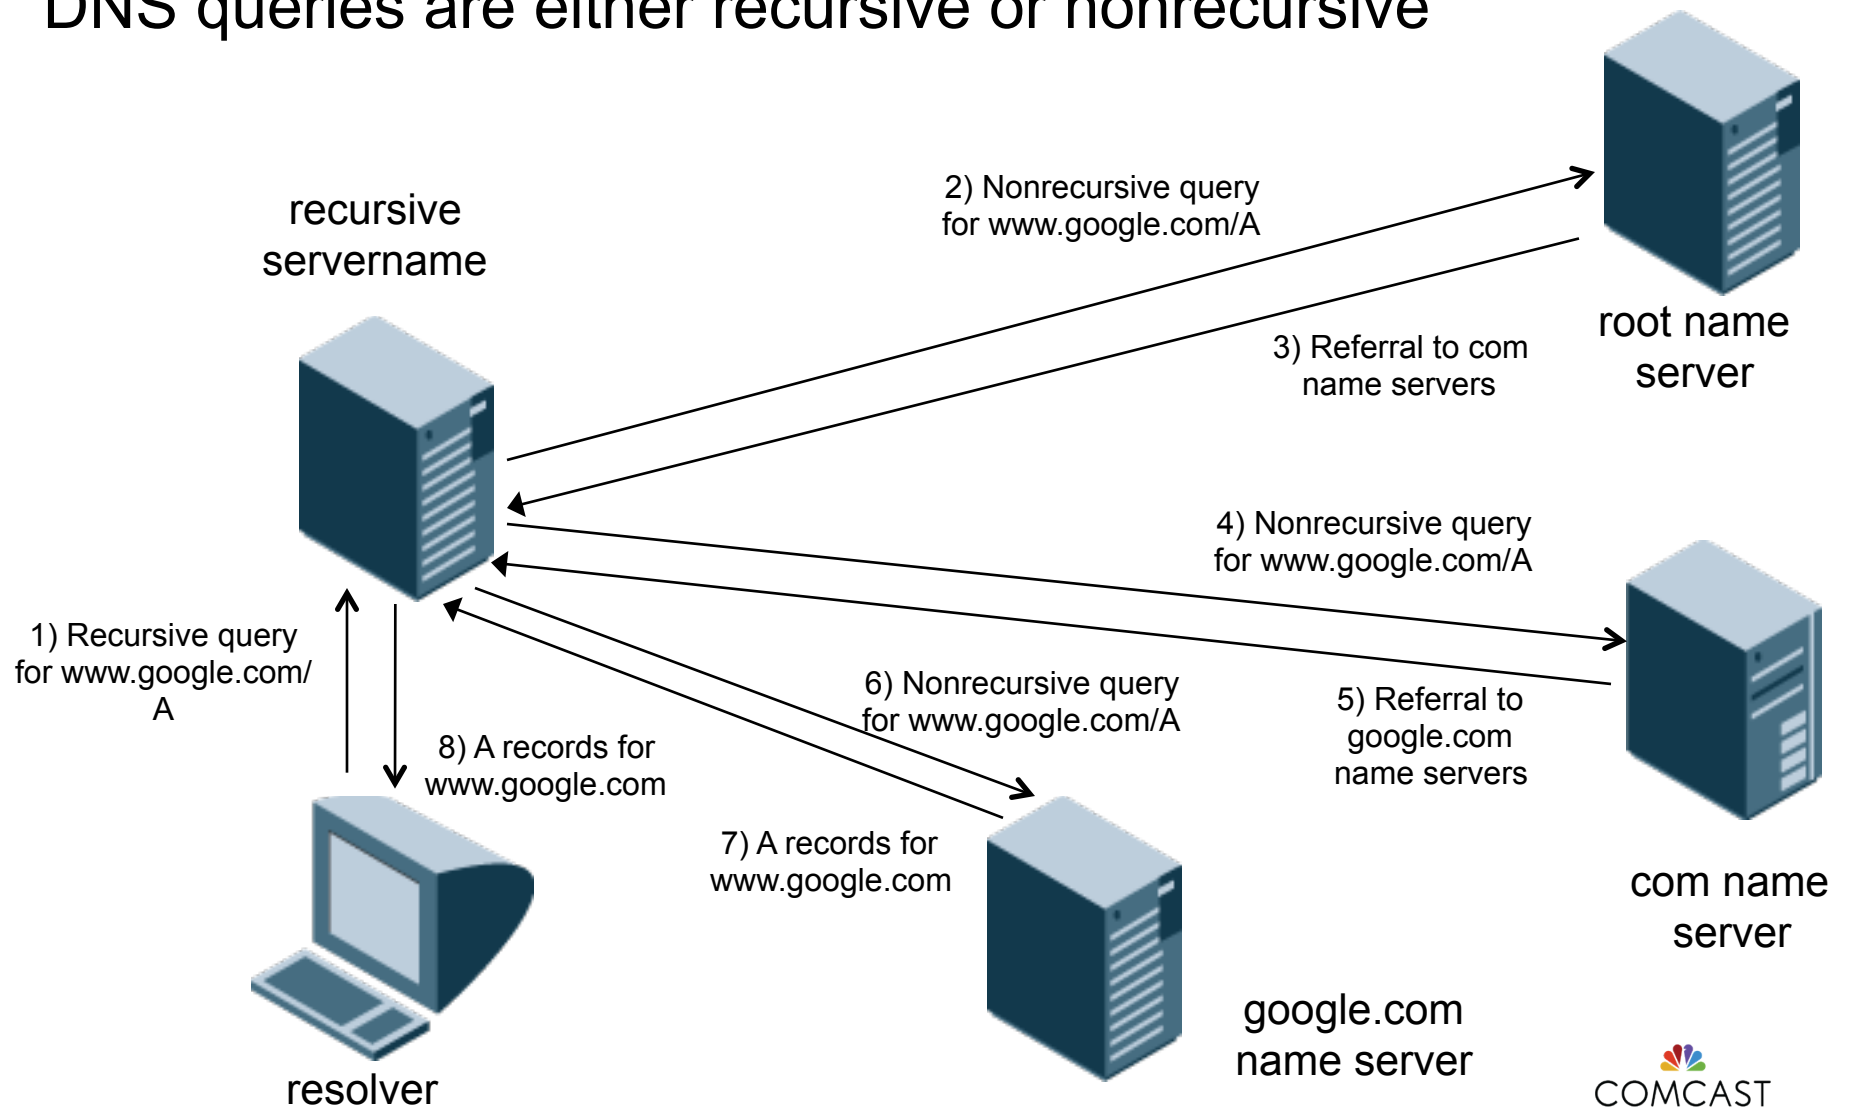 DNS queries are either recursive or nonrecursive
recursive
servername
2) Nonrecursive query
for www.google.com/A
3) Referral to com
name servers
root name
server
4) Nonrecursive query
for www.google.com/A
1) Recursive query
for www.google.com/
A
6) Nonrecursive query
for www.google.com/A
5) Referral to
google.com
name servers
8) A records for
www.google.com
7) A records for
www.google.com
com name
server
google.com
name server
resolver
COMCAST